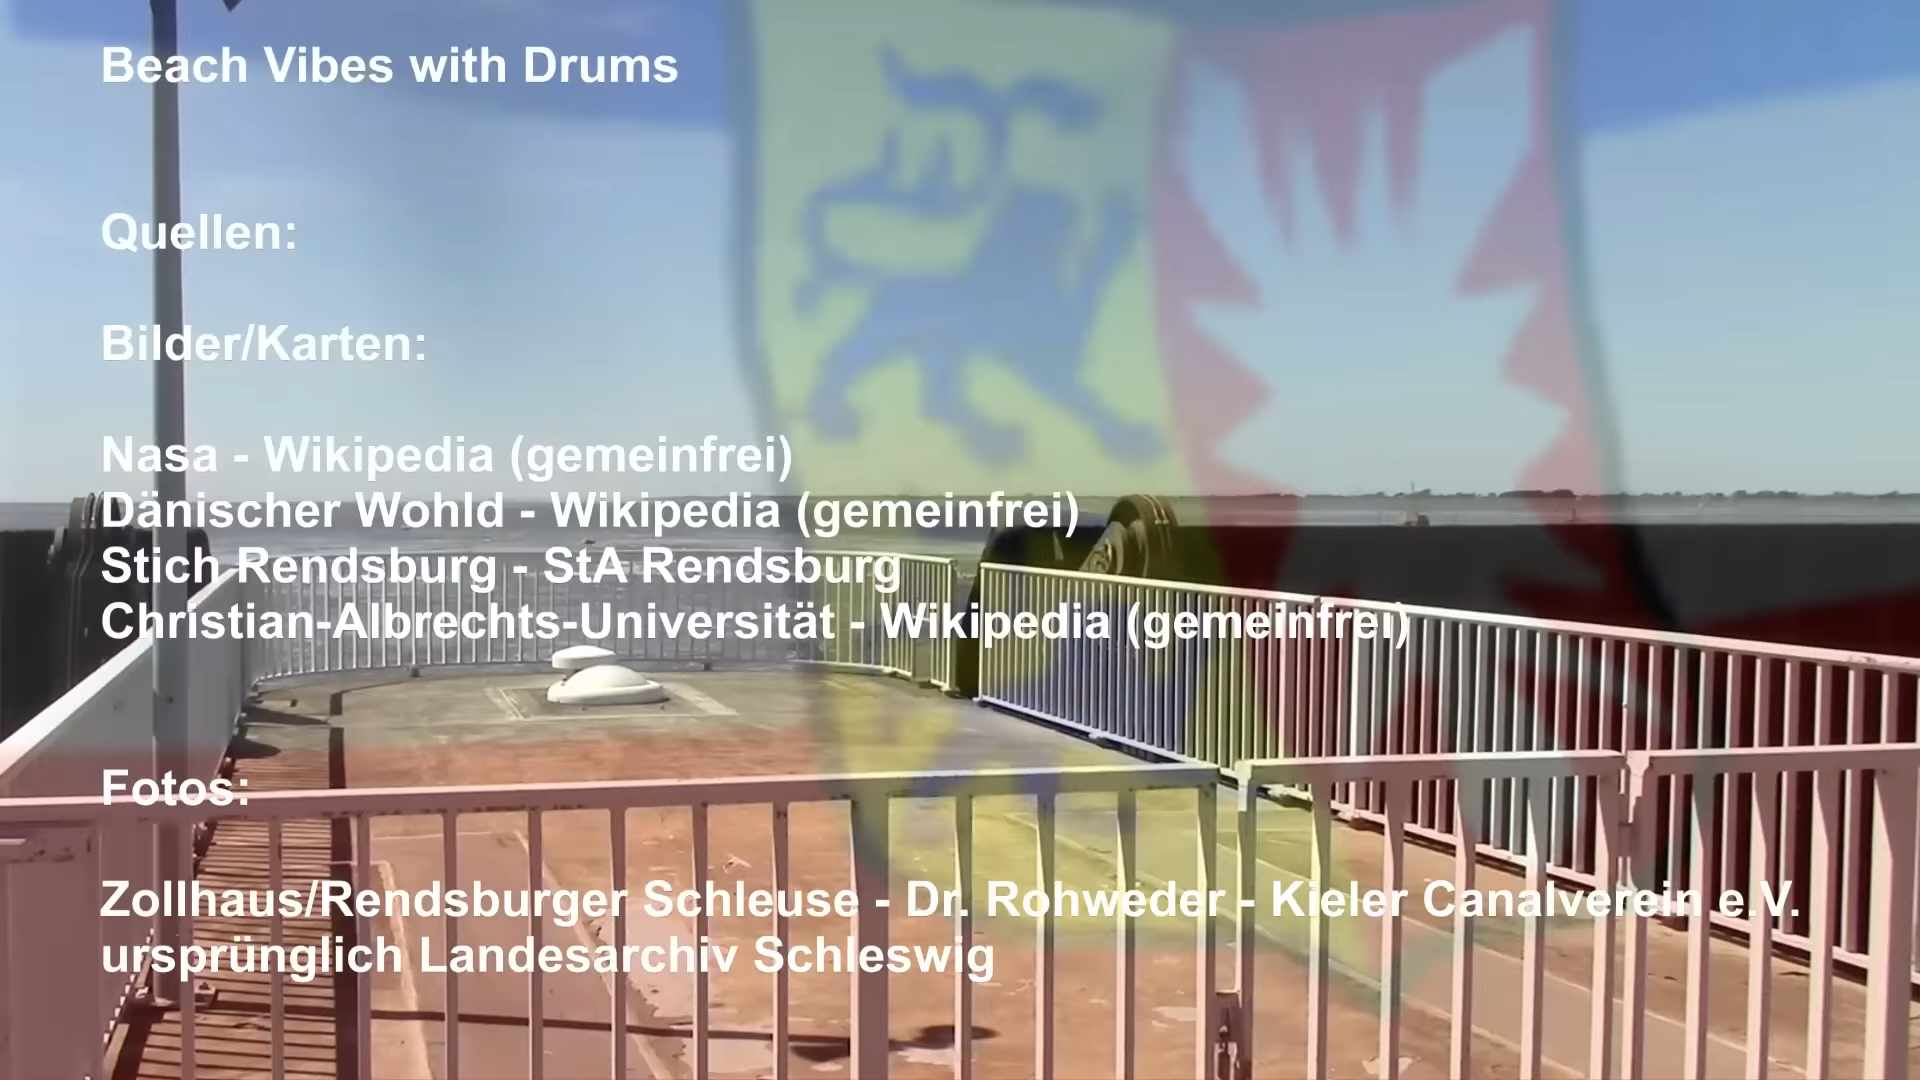 Beach Vibes with Drums
Quellen:
Bilder/Karten:
Nasa - Wikipedia (gemeinfrei)
Dänischer Wohld - Wikipedia (gemeinfrei)
Stich Rendsburg - StA Rendsburg
Christian-Albrechts-Universität - Wikipedia (gemeinfrei)
Fotos:
Zollhaus/Rendsburger Schleuse - Dr. Rohweder - Kieler Canalverein e.V.
ursprünglich Landesarchiv Schleswig